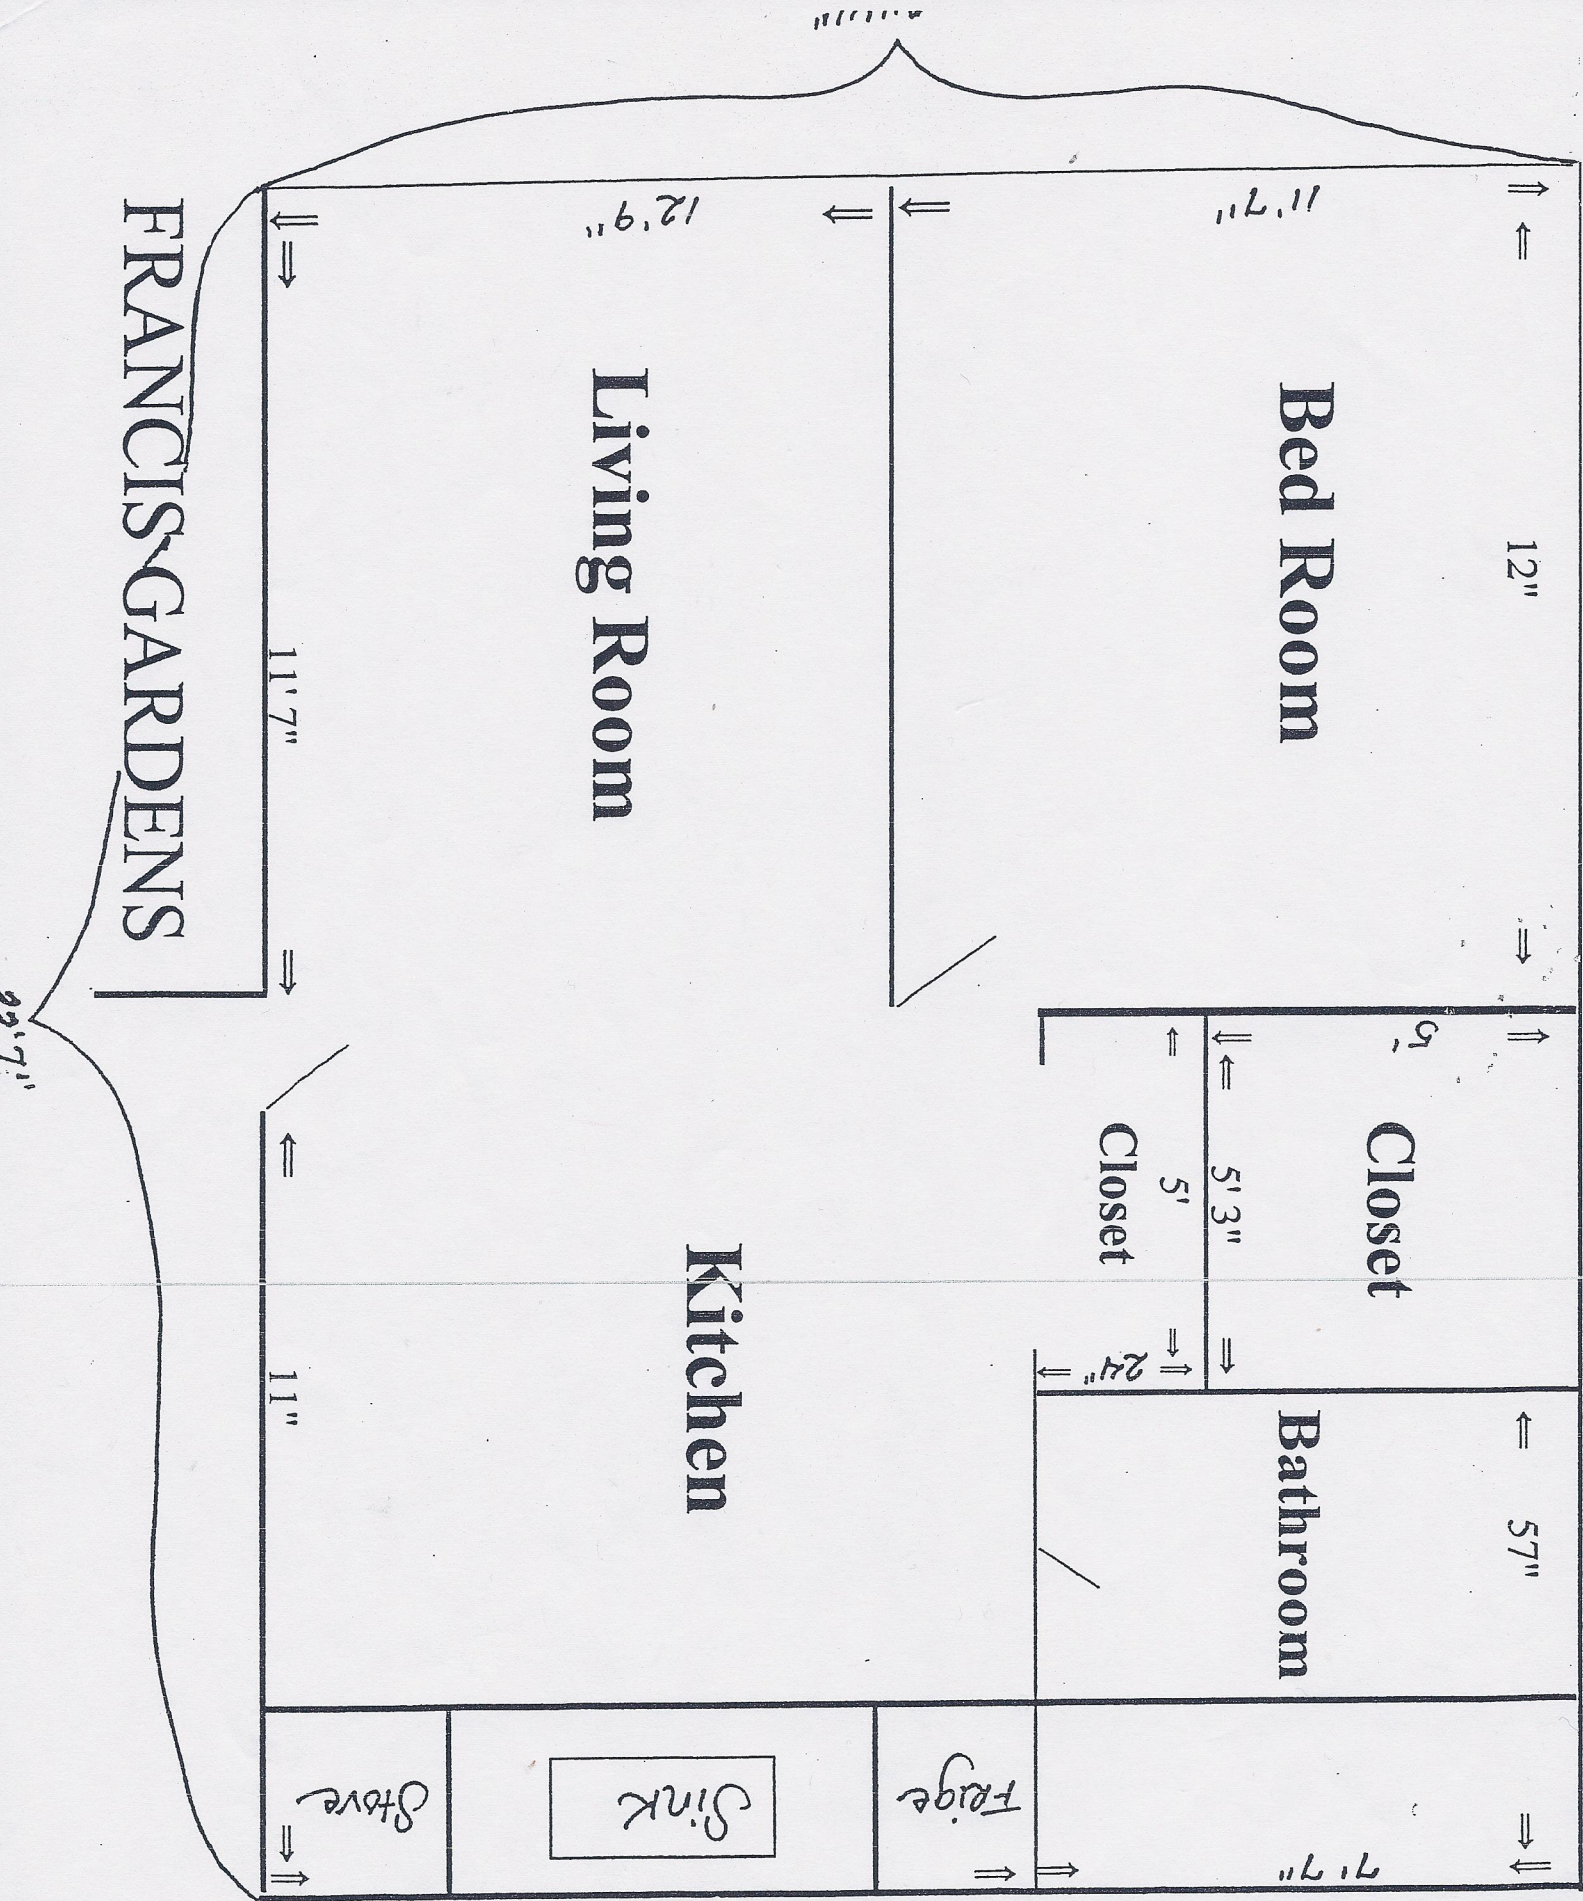 12"
Bed Room
11'7"
5'
Closet
5' 3"
5'
Closet
24"
57"
Bathroom
7'7"
12'9"
Living Room
Kitchen
Frige
Sink
Stove
11' 7"
11"
FRANCIS GARDENS
22'7"